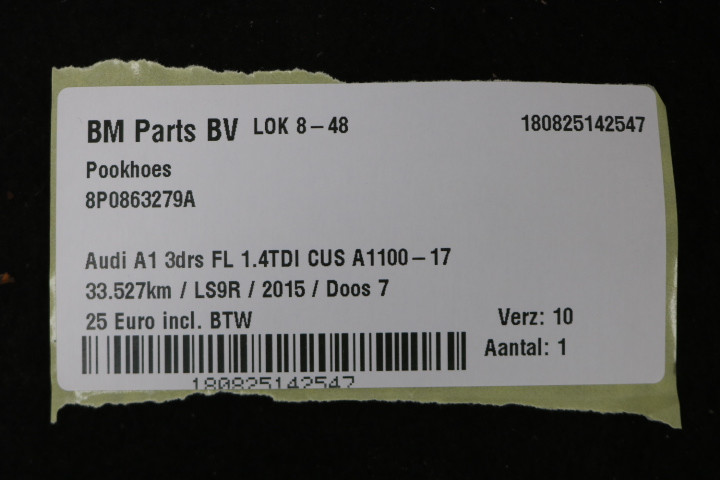 BM Parts BV LOK 8-48 180825142547
Pookhoes
8P0863279A
Audi A1 3drs FL 1.4TDI CUS A1100-17
33.527km / LS9R / 2015 / Doos 7
25 Euro incl. BTW Verz: 10
Aantal: 1
180825142547